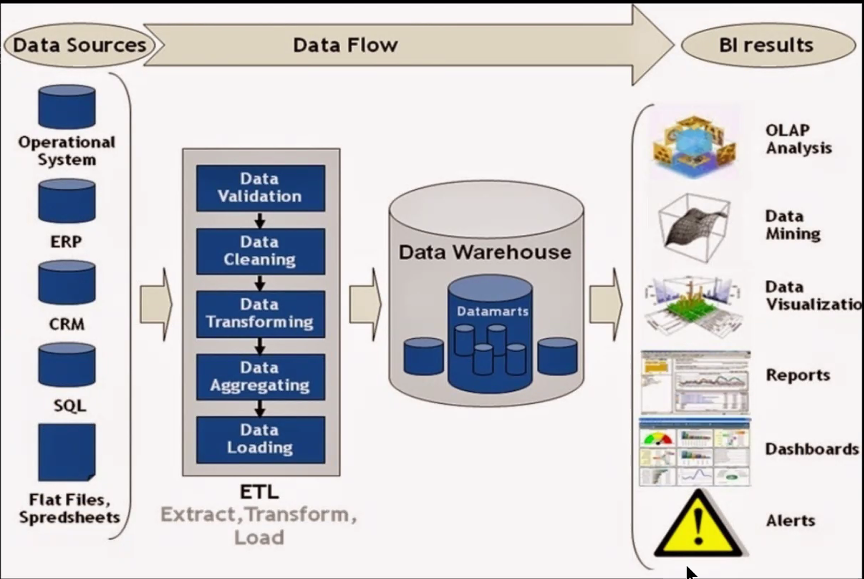 Data Sources
Data Flow
BI results
Operational
System
ERP
CRM
SQL
Flat Files,
Spredsheets
Data
Validation
Data
Cleaning
Data
Transforming
Data
Aggregating
Data
Loading
ETL
Extract,Transform,
Load
Data Warehouse
Datamarts
OLAP
Analysis
Data
Mining
Data
Visualizatio
Reports
Dashboards
Alerts